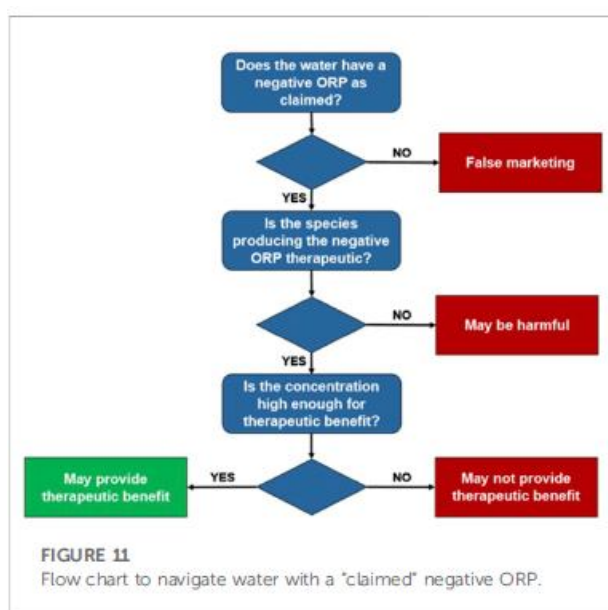 Does the water have a
negative ORP as
claimed?
NO
False marketing
YES
Is the species
producing the negative
ORP therapeutic?
NO
May be harmful
YES
Is the concentration
high enough for
therapeutic benefit?
May provide
therapeutic benefit
YES
NO
May not provide
therapeutic benefit
FIGURE 11
Flow chart to navigate water with a "claimed" negative ORP.